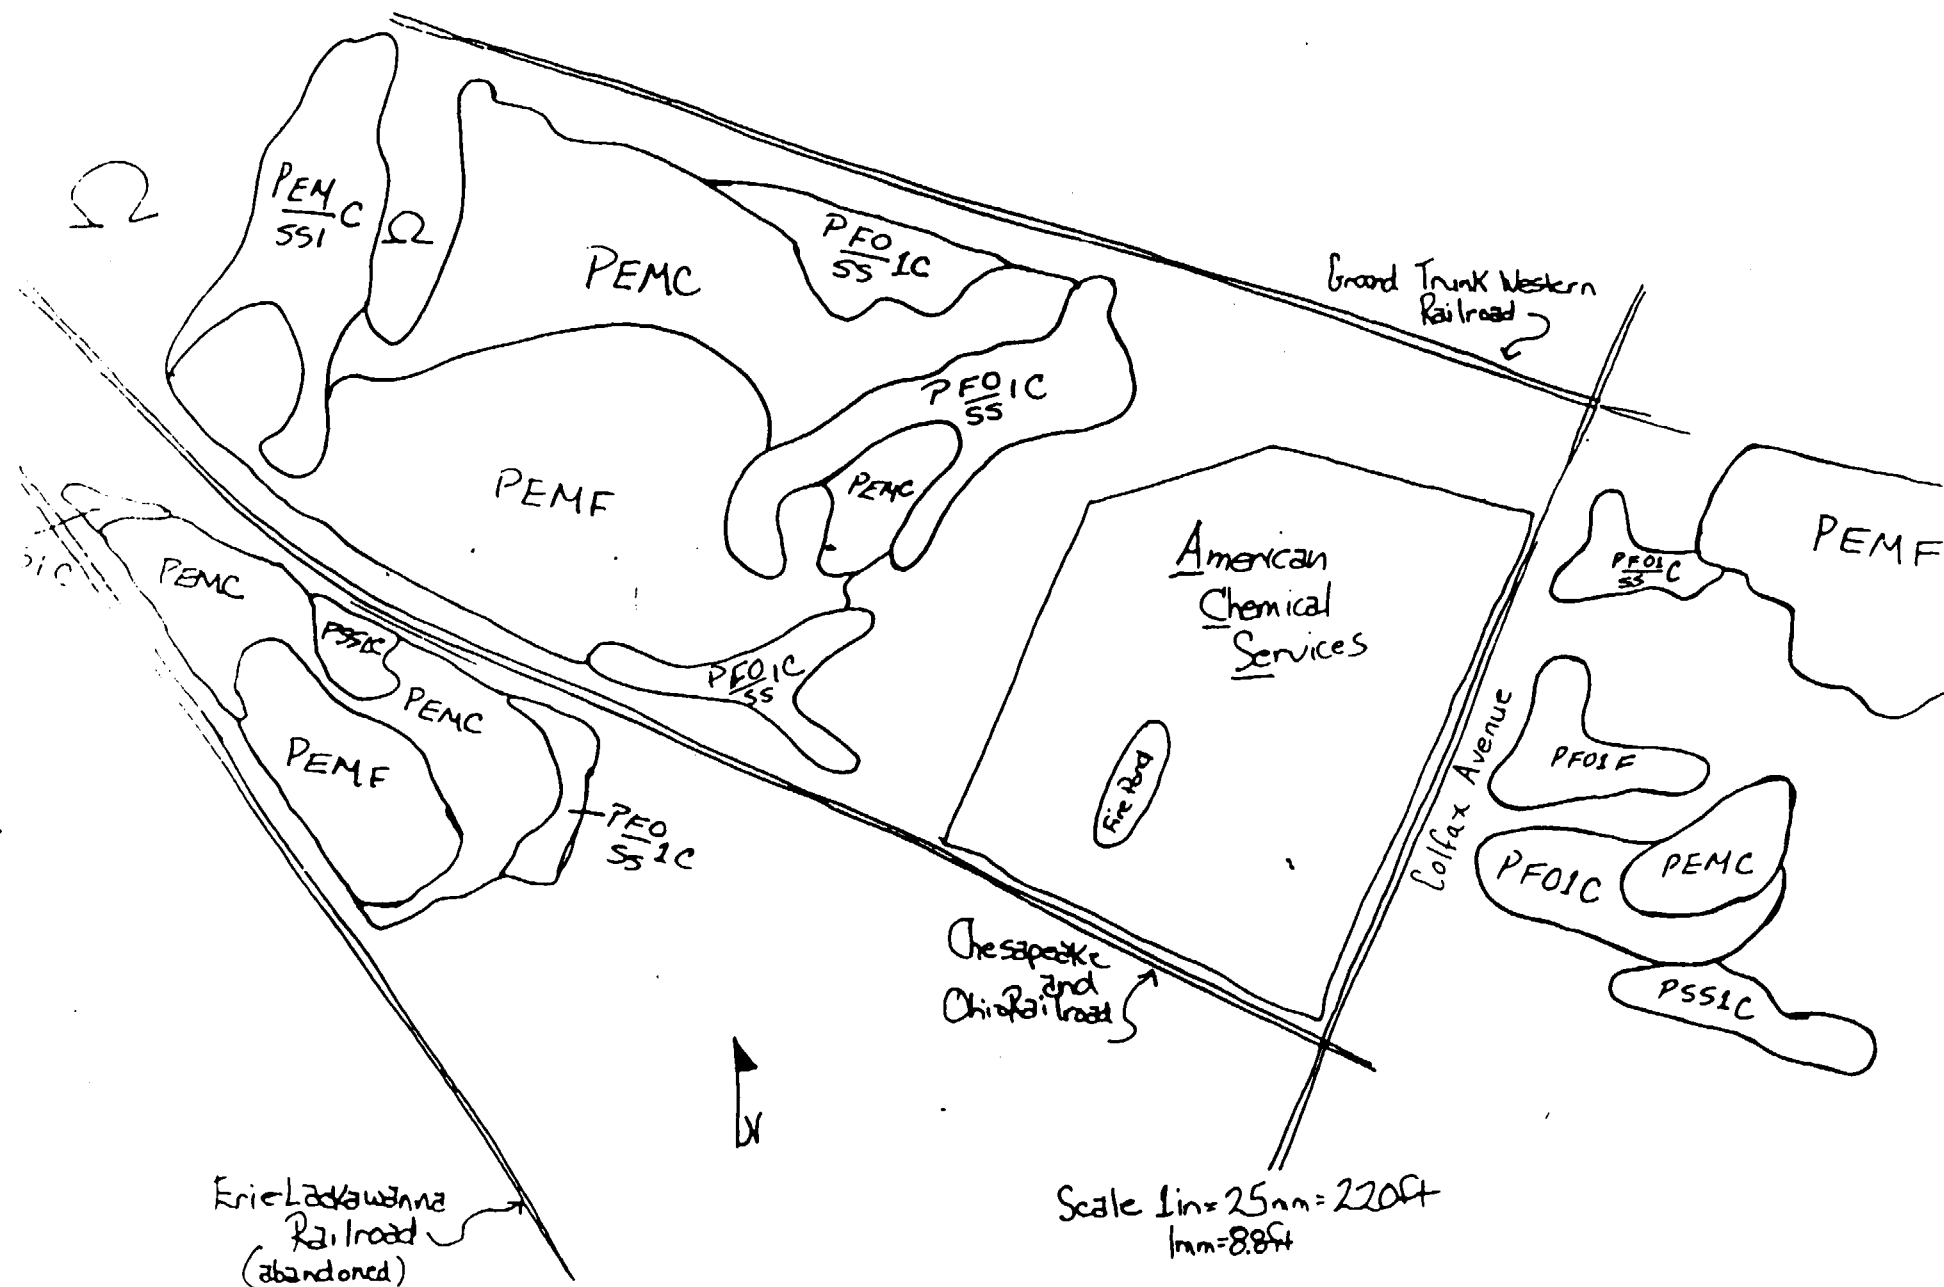 PEM
SS1 C
Ω
Ω
PEMC
PFO
SS 1C
Grand Trunk Western
Railroad
PFO
SS 1C
PEMC
PEMF
PEMF
American
Chemical
Services
PFO1
SS C
PEMC
PSS1C
PFO
SS 1C
PEMC
PEMF
Fire Pond
Colfax Avenue
PFO1F
PFO
SS 1C
PFO1C
PEMC
Chesapeake
and
Ohio Railroad
PSS1C
N
Erie Lackawanna
Railroad
(abandoned)
Scale 1in = 25mm = 220ft
1mm = 8.8ft